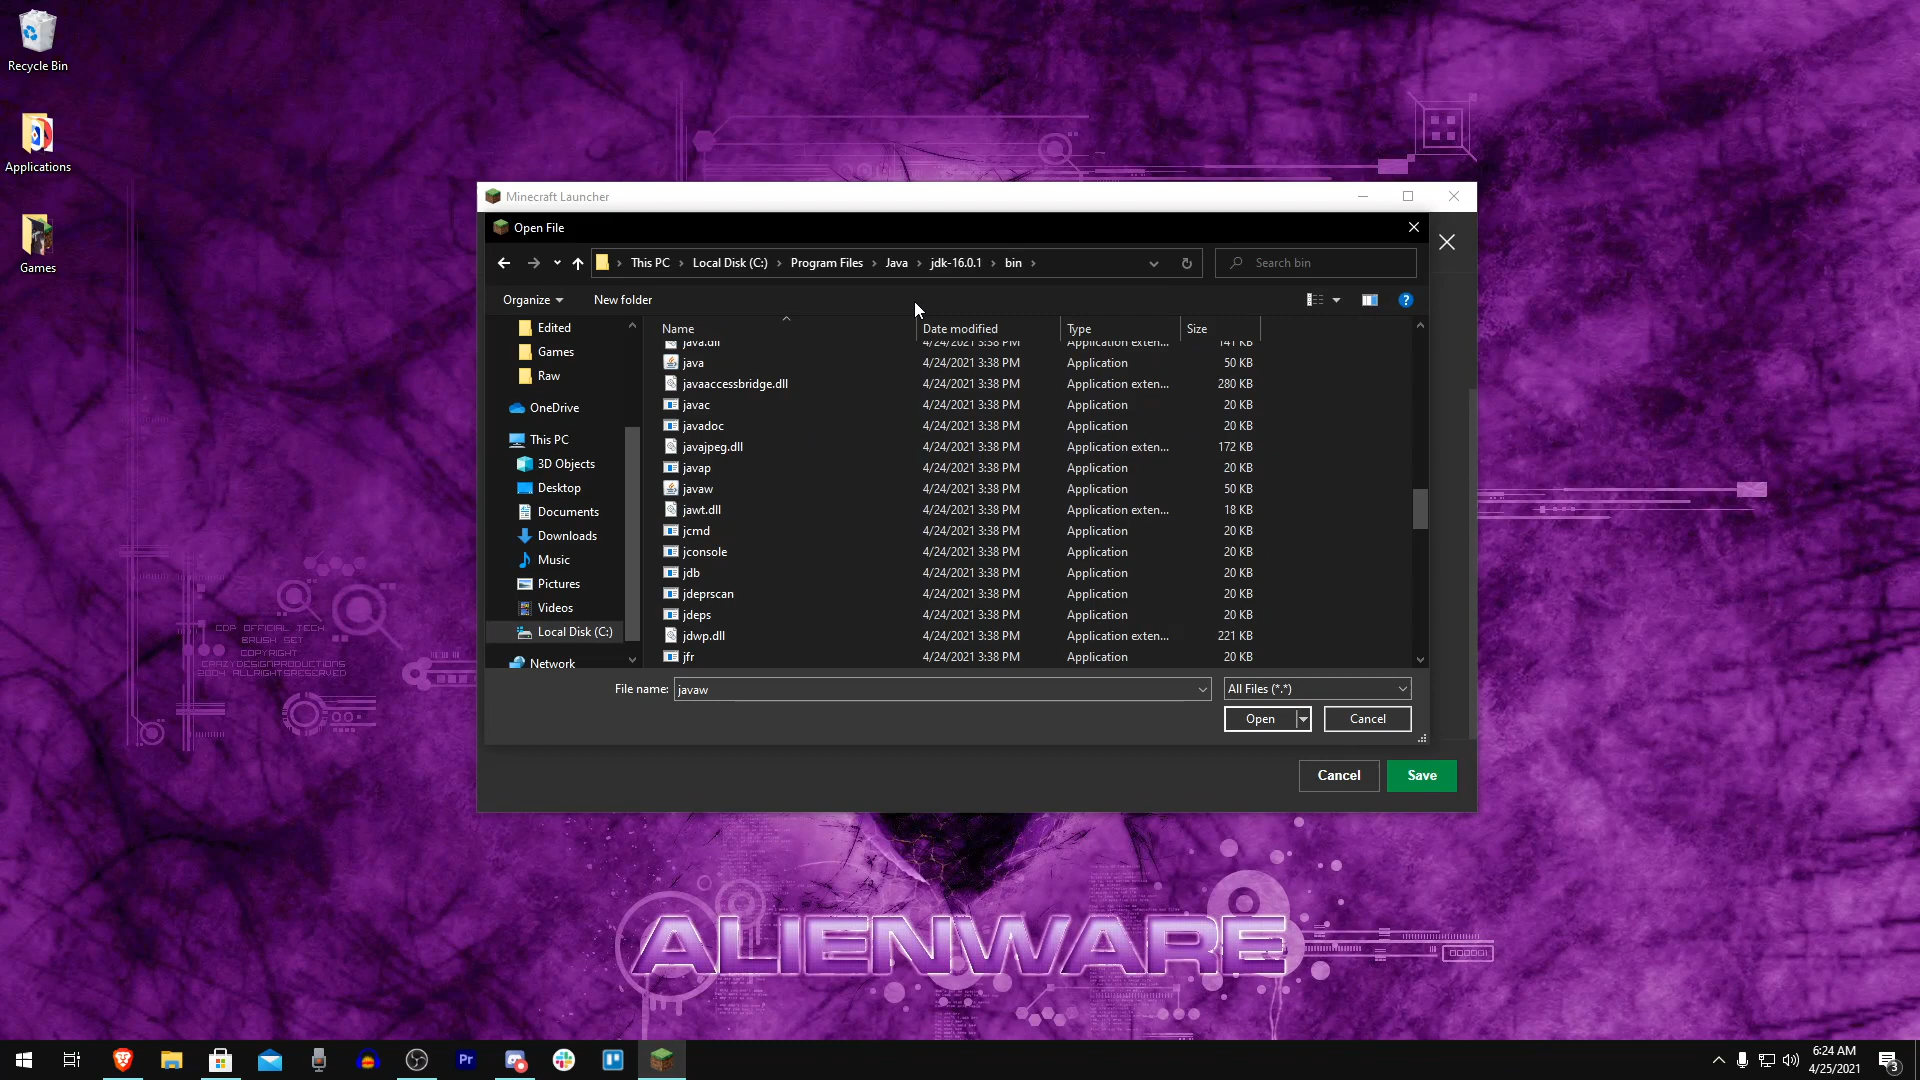 Recycle Bin
Applications
Games
Minecraft Launcher
Open File
This PC > Local Disk (C:) > Program Files > Java > jdk-16.0.1 > bin >
Search bin
Organize
New folder
?
Edited
Games
Raw
OneDrive
This PC
3D Objects
Desktop
Documents
Downloads
Music
Pictures
Videos
Local Disk (C:)
Network
Name Date modified Type Size
java.dll 4/24/2021 3:38 PM Application exten... 141 KB
java 4/24/2021 3:38 PM Application 50 KB
javaaccessbridge.dll 4/24/2021 3:38 PM Application exten... 280 KB
javac 4/24/2021 3:38 PM Application 20 KB
javadoc 4/24/2021 3:38 PM Application 20 KB
javajpeg.dll 4/24/2021 3:38 PM Application exten... 172 KB
javap 4/24/2021 3:38 PM Application 20 KB
javaw 4/24/2021 3:38 PM Application 50 KB
jawt.dll 4/24/2021 3:38 PM Application exten... 18 KB
jcmd 4/24/2021 3:38 PM Application 20 KB
jconsole 4/24/2021 3:38 PM Application 20 KB
jdb 4/24/2021 3:38 PM Application 20 KB
jdeprscan 4/24/2021 3:38 PM Application 20 KB
jdeps 4/24/2021 3:38 PM Application 20 KB
jdwp.dll 4/24/2021 3:38 PM Application exten... 221 KB
jfr 4/24/2021 3:38 PM Application 20 KB
File name: javaw
All Files (*.*)
Open
Cancel
Cancel
Save
CDP OFFICIAL TECH
BRUSH SET
COPYRIGHT
CRAZYDESIGNPRODUCTIONS
2004 ALLRIGHTSRESERVED
ALIENWARE
Pr
6:24 AM
4/25/2021
3